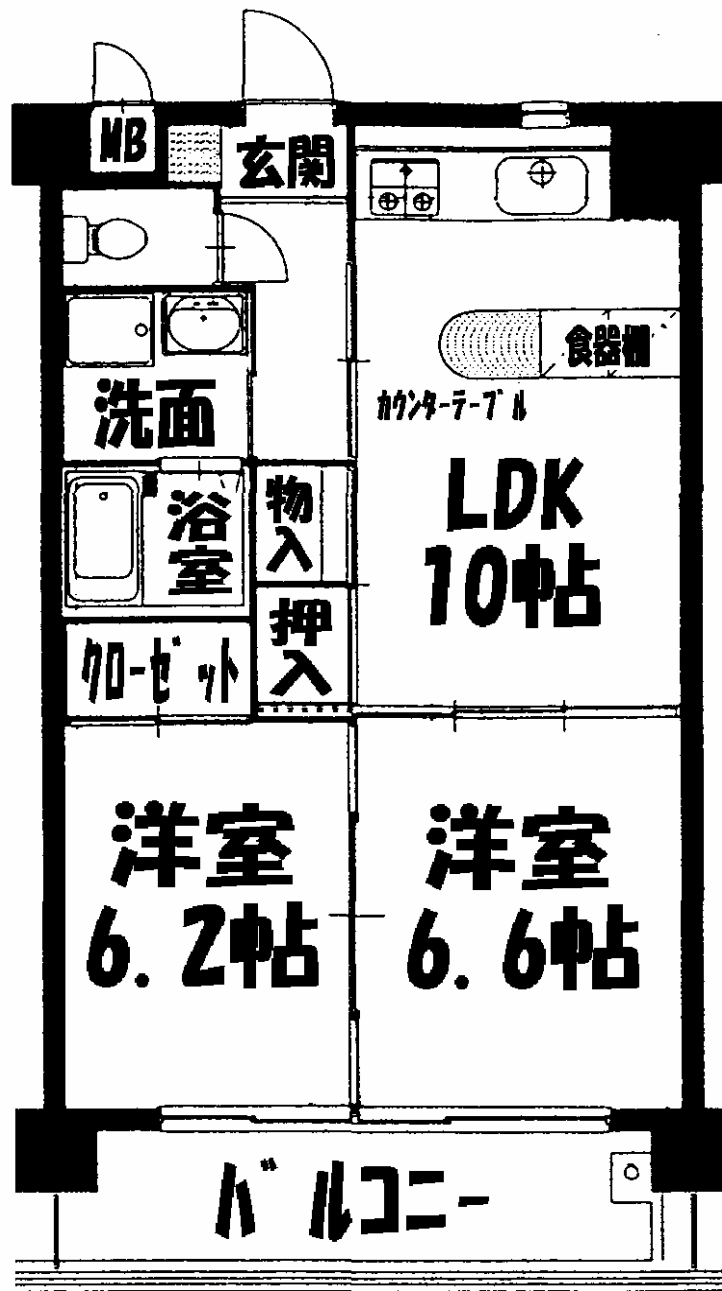 MB
玄関
食器棚
カウンターテーブル
洗面
LDK
10帖
浴室
物入
押入
クローゼット
洋室
6.2帖
洋室
6.6帖
バルコニー